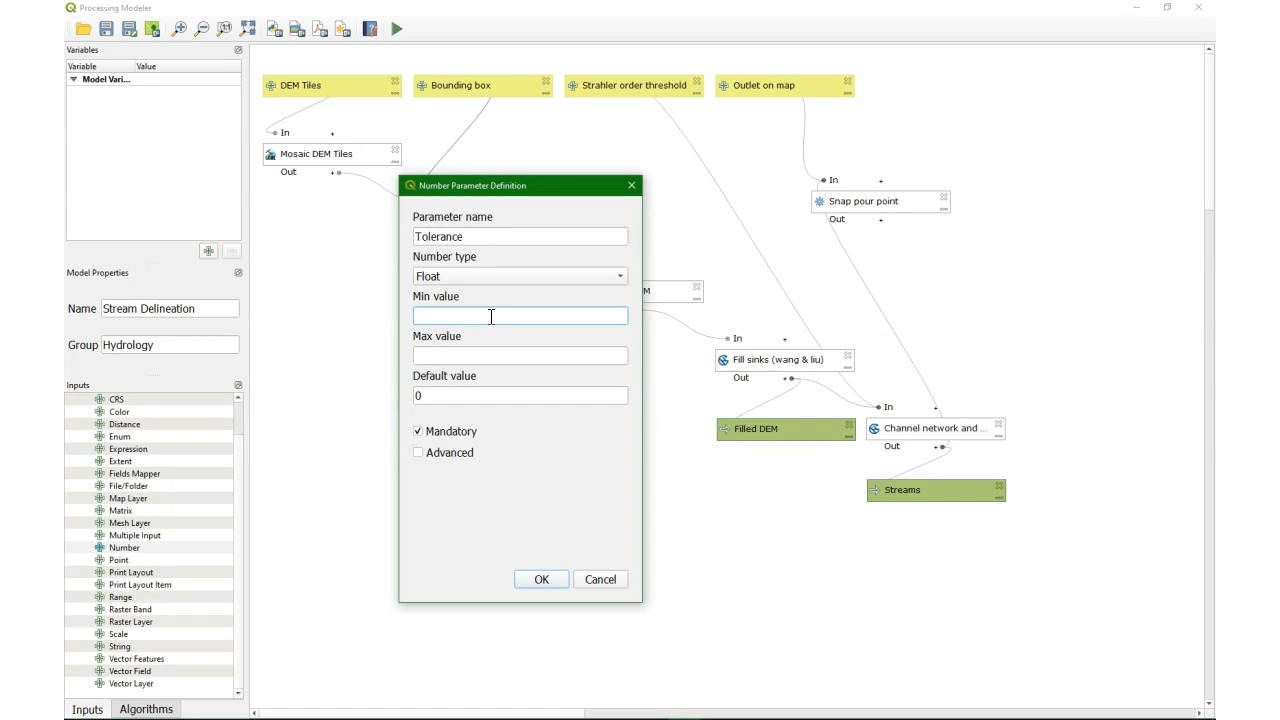 Processing Modeler
Variables
Variable Value
Model Vari...
Model Properties
Name Stream Delineation
Group Hydrology
Inputs
CRS
Color
Distance
Enum
Expression
Extent
Fields Mapper
File/Folder
Map Layer
Matrix
Mesh Layer
Multiple Input
Number
Point
Print Layout
Print Layout Item
Range
Raster Band
Raster Layer
Scale
String
Vector Features
Vector Field
Vector Layer
Inputs Algorithms
DEM Tiles
Bounding box
Strahler order threshold
Outlet on map
In
Mosaic DEM Tiles
Out
In
Snap pour point
Out
Number Parameter Definition
Parameter name
Tolerance
Number type
Float
Min value
Max value
Default value
0
Mandatory
Advanced
OK Cancel
M
In
Fill sinks (wang & liu)
Out
Filled DEM
In
Channel network and ...
Out
Streams